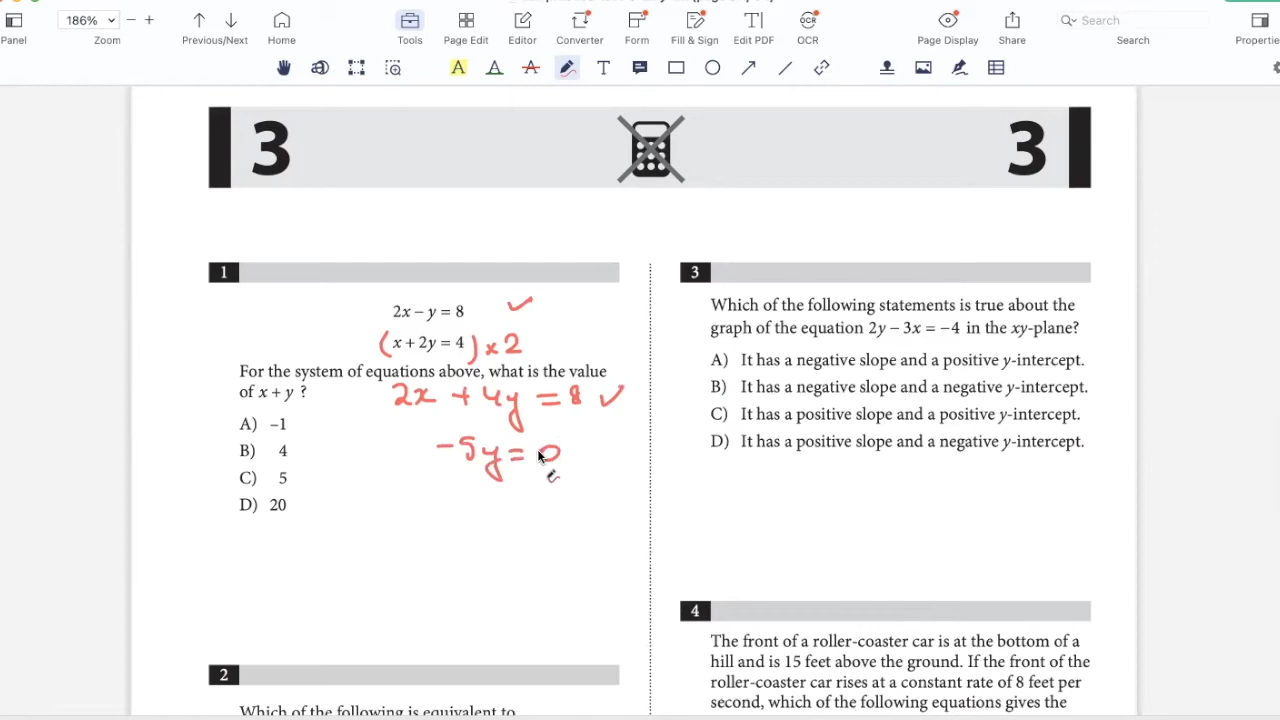 186%
Panel
Zoom
Previous/Next
Home
Tools
Page Edit
Editor
Converter
Form
Fill & Sign
Edit PDF
OCR
Page Display
Share
Search
Search
Propertie
A A A T
3 3
1
2x − y = 8 ✓
(x + 2y = 4) × 2
For the system of equations above, what is the value
of x + y ?
2x + 4y = 8 ✓
A) −1
-5y = 0
B) 4
C) 5
D) 20
2
Which of the following is equivalent to
3
Which of the following statements is true about the
graph of the equation 2y − 3x = −4 in the xy-plane?
A) It has a negative slope and a positive y-intercept.
B) It has a negative slope and a negative y-intercept.
C) It has a positive slope and a positive y-intercept.
D) It has a positive slope and a negative y-intercept.
4
The front of a roller-coaster car is at the bottom of a
hill and is 15 feet above the ground. If the front of the
roller-coaster car rises at a constant rate of 8 feet per
second, which of the following equations gives the